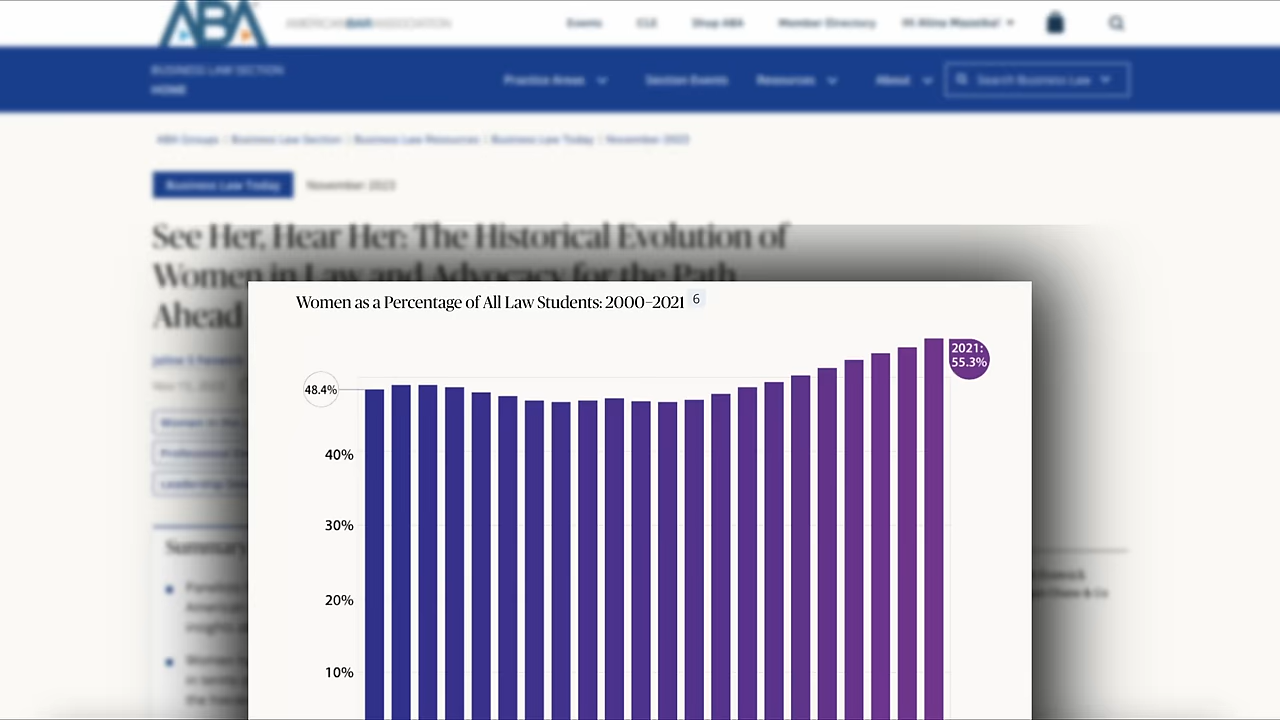 ABA
AMERICAN BAR ASSOCIATION
Events CLE Shop ABA Member Directory
BUSINESS LAW SECTION
HOME
Practice Areas Section Events Resources About Search Business Law
ABA Groups | Business Law Section | Business Law Resources | Business Law Today | November 2023
Business Law Today November 2023
See Her, Hear Her: The Historical Evolution of
Women in Law and Advocacy for the Path
Ahead
Women as a Percentage of All Law Students: 2000–2021 6
2021:
55.3%
48.4%
40%
30%
20%
10%
Summary